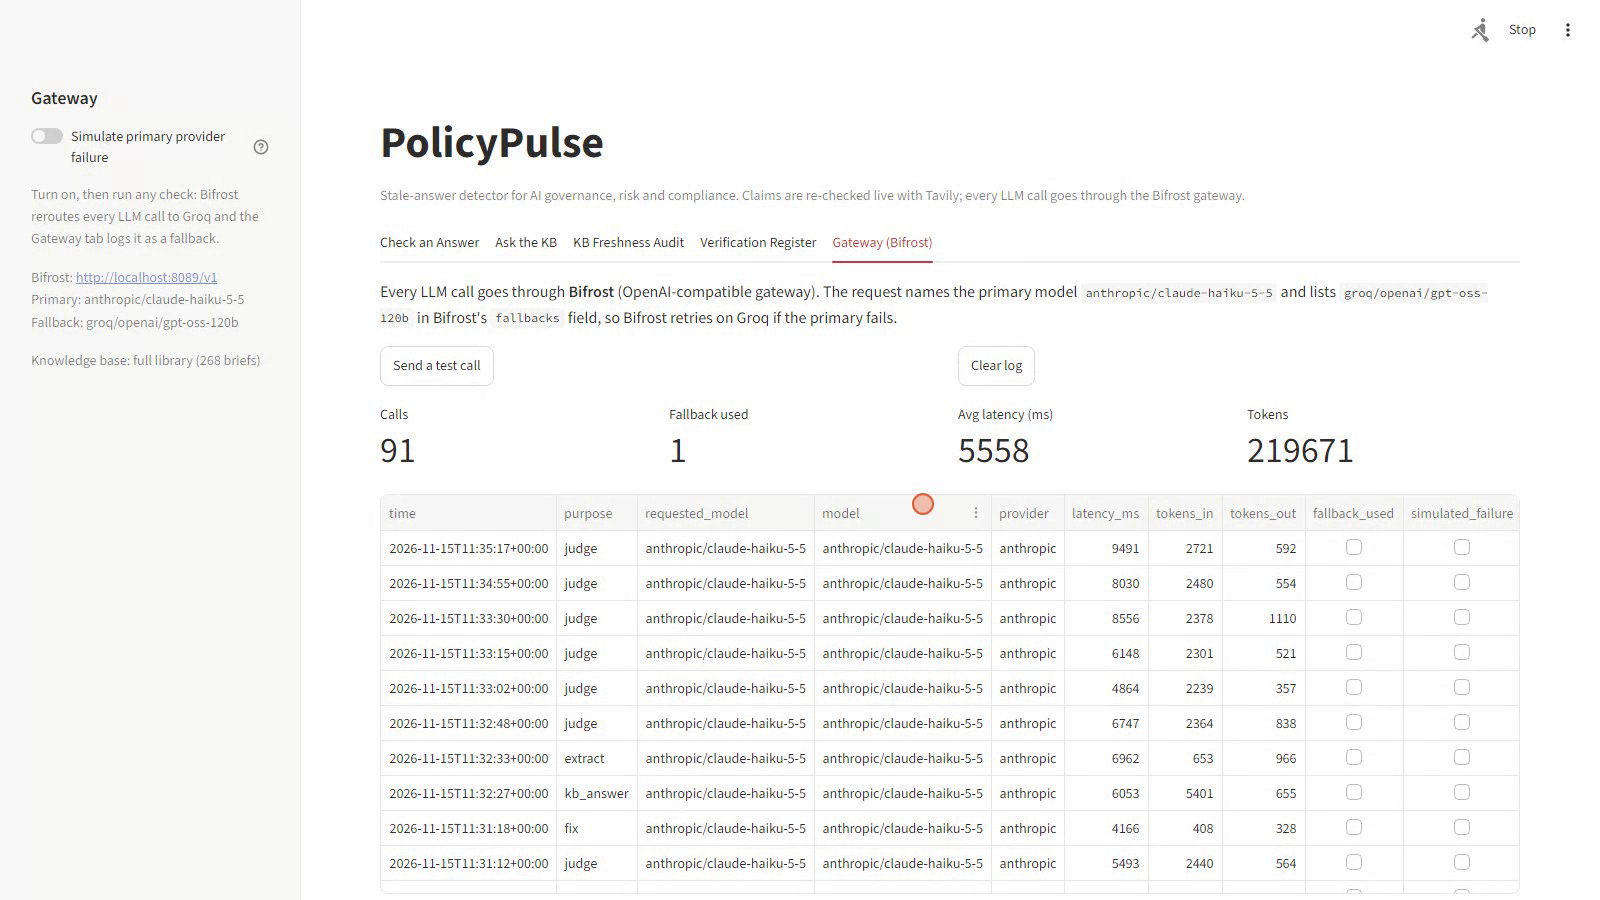 Stop
Gateway
Simulate primary provider
failure
Turn on, then run any check: Bifrost
reroutes every LLM call to Groq and the
Gateway tab logs it as a fallback.
Bifrost: http://localhost:8089/v1
Primary: anthropic/claude-haiku-5-5
Fallback: groq/openai/gpt-oss-120b
Knowledge base: full library (268 briefs)
PolicyPulse
Stale-answer detector for AI governance, risk and compliance. Claims are re-checked live with Tavily; every LLM call goes through the Bifrost gateway.
Check an Answer Ask the KB KB Freshness Audit Verification Register Gateway (Bifrost)
Every LLM call goes through Bifrost (OpenAI-compatible gateway). The request names the primary model anthropic/claude-haiku-5-5 and lists groq/openai/gpt-oss-
120b in Bifrost's fallbacks field, so Bifrost retries on Groq if the primary fails.
Send a test call Clear log
Calls Fallback used Avg latency (ms) Tokens
91 1 5558 219671
time purpose requested_model model provider latency_ms tokens_in tokens_out fallback_used simulated_failure
2026-11-15T11:35:17+00:00 judge anthropic/claude-haiku-5-5 anthropic/claude-haiku-5-5 anthropic 9491 2721 592
2026-11-15T11:34:55+00:00 judge anthropic/claude-haiku-5-5 anthropic/claude-haiku-5-5 anthropic 8030 2480 554
2026-11-15T11:33:30+00:00 judge anthropic/claude-haiku-5-5 anthropic/claude-haiku-5-5 anthropic 8556 2378 1110
2026-11-15T11:33:15+00:00 judge anthropic/claude-haiku-5-5 anthropic/claude-haiku-5-5 anthropic 6148 2301 521
2026-11-15T11:33:02+00:00 judge anthropic/claude-haiku-5-5 anthropic/claude-haiku-5-5 anthropic 4864 2239 357
2026-11-15T11:32:48+00:00 judge anthropic/claude-haiku-5-5 anthropic/claude-haiku-5-5 anthropic 6747 2364 838
2026-11-15T11:32:33+00:00 extract anthropic/claude-haiku-5-5 anthropic/claude-haiku-5-5 anthropic 6962 653 966
2026-11-15T11:32:27+00:00 kb_answer anthropic/claude-haiku-5-5 anthropic/claude-haiku-5-5 anthropic 6053 5401 655
2026-11-15T11:31:18+00:00 fix anthropic/claude-haiku-5-5 anthropic/claude-haiku-5-5 anthropic 4166 408 328
2026-11-15T11:31:12+00:00 judge anthropic/claude-haiku-5-5 anthropic/claude-haiku-5-5 anthropic 5493 2440 564